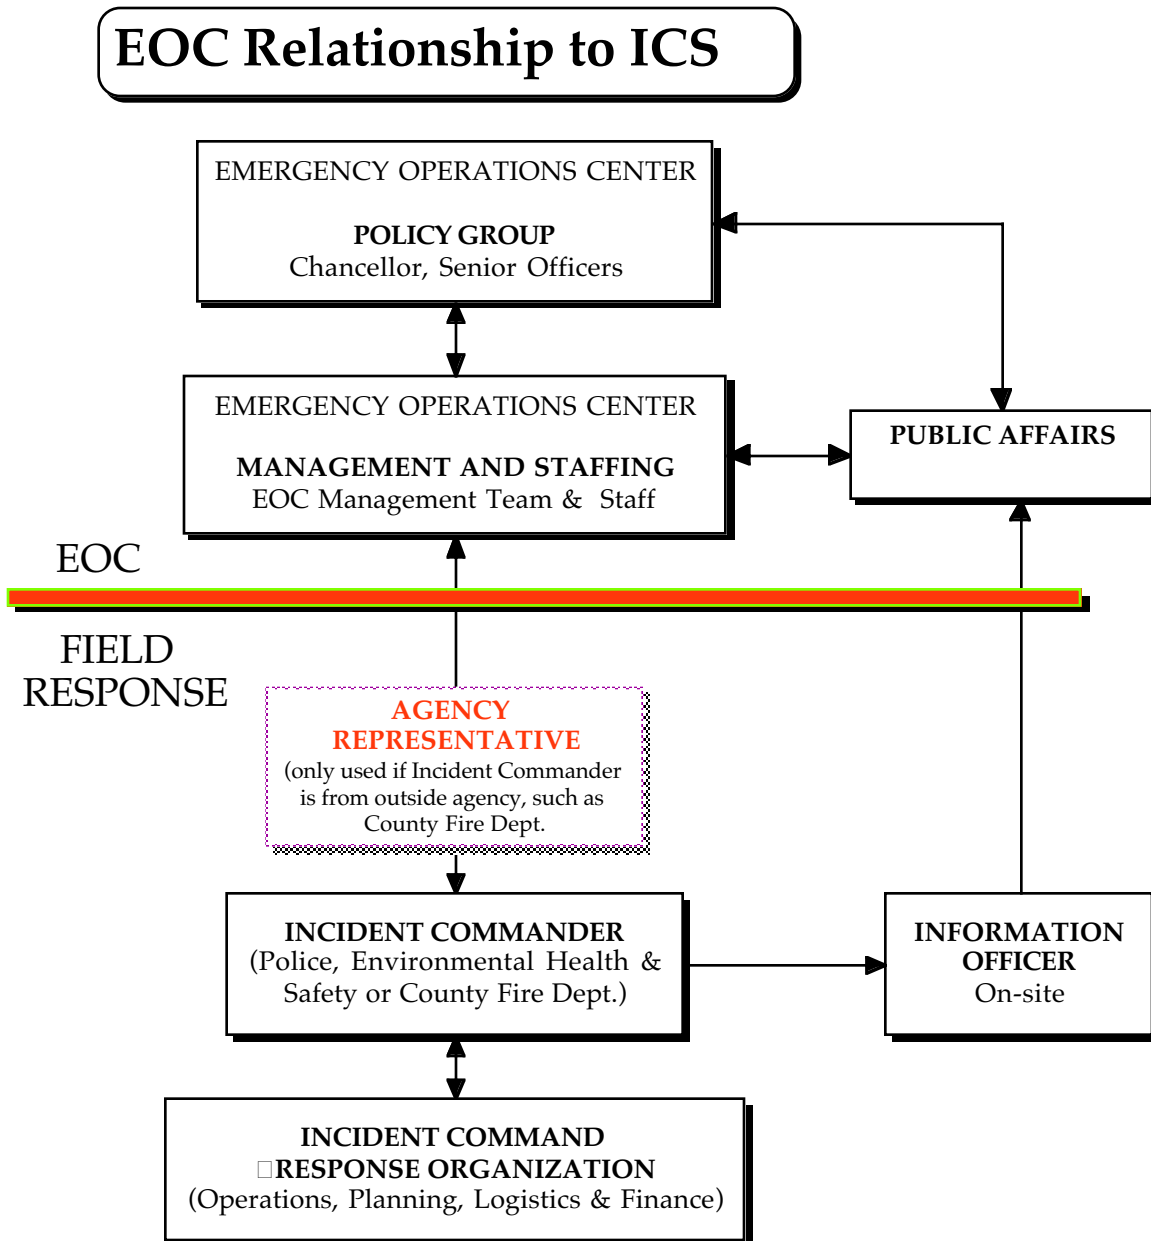 EOC Relationship to ICS
EMERGENCY OPERATIONS CENTER
POLICY GROUP
Chancellor, Senior Officers
EMERGENCY OPERATIONS CENTER
MANAGEMENT AND STAFFING
EOC Management Team & Staff
PUBLIC AFFAIRS
EOC
FIELD
RESPONSE
AGENCY
REPRESENTATIVE
(only used if Incident Commander
is from outside agency, such as
County Fire Dept.
INCIDENT COMMANDER
(Police, Environmental Health &
Safety or County Fire Dept.)
INFORMATION
OFFICER
On-site
INCIDENT COMMAND
□RESPONSE ORGANIZATION
(Operations, Planning, Logistics & Finance)